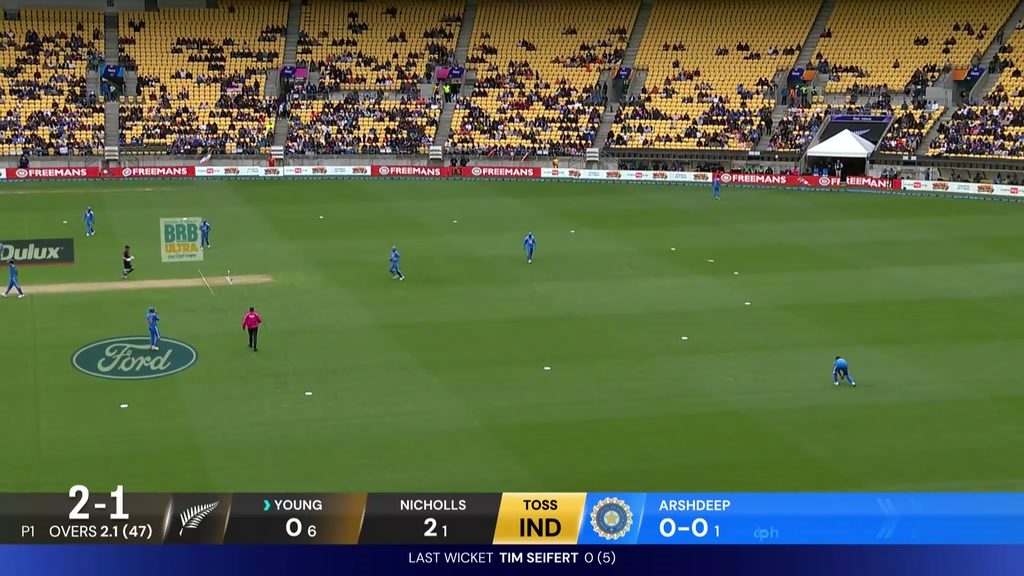 FREEMANS
FREEMANS
FREEMANS
FREEMANS
FREEMANS
FREEMANS
BRB
ULTRA
Dulux
Ford
2-1
P1 OVERS 2.1 (47)
YOUNG
0 6
NICHOLLS
2 1
TOSS
IND
ARSHDEEP
0-0 1
LAST WICKET TIM SEIFERT 0 (5)